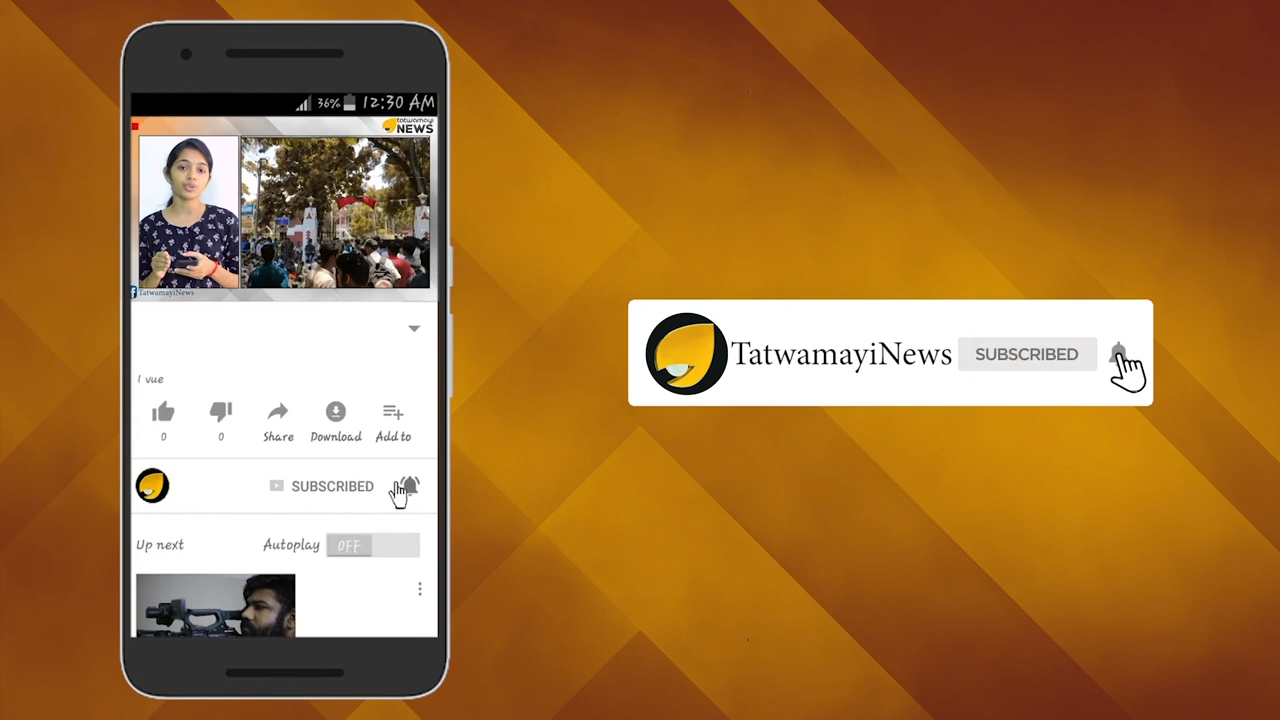 36% 12:30 AM
tatwamayi
NEWS
TatwamayiNews
1 vue
0 0 Share Download Add to
SUBSCRIBED
Up next Autoplay OFF
TatwamayiNews SUBSCRIBED